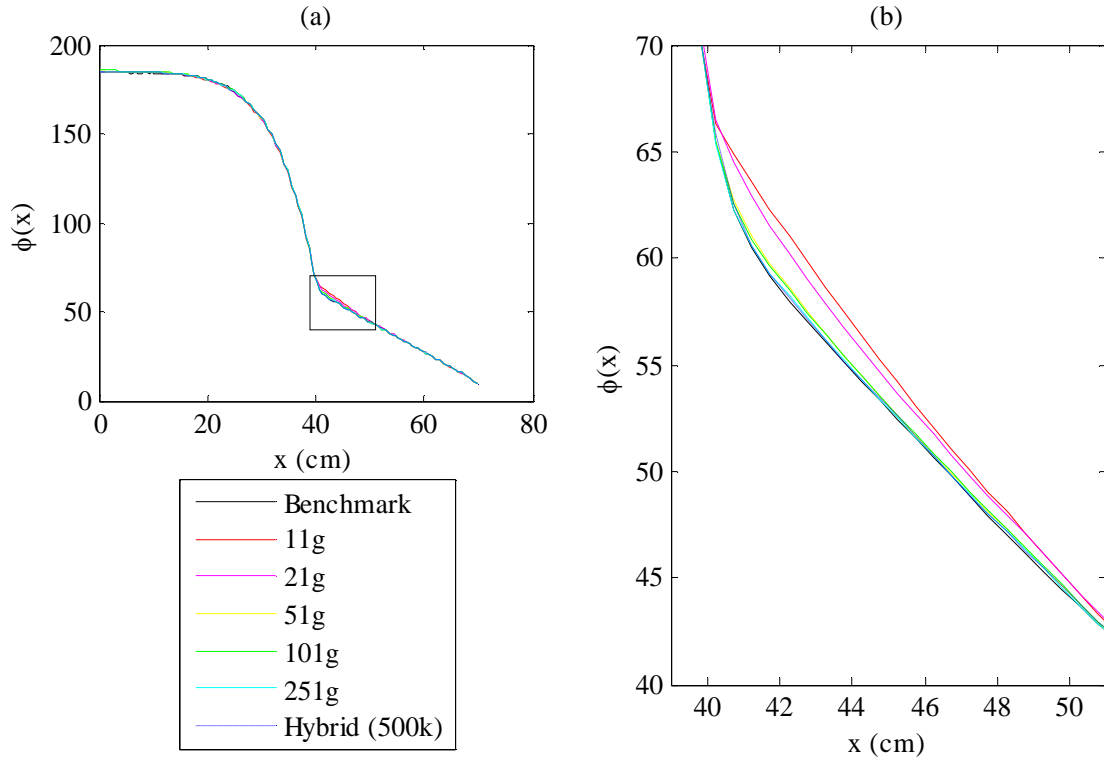 (a)
200
150
100
50
0
0 20 40 60 80
ϕ(x)
x (cm)
Benchmark
11g
21g
51g
101g
251g
Hybrid (500k)
(b)
70
65
60
55
50
45
40
40 42 44 46 48 50
ϕ(x)
x (cm)